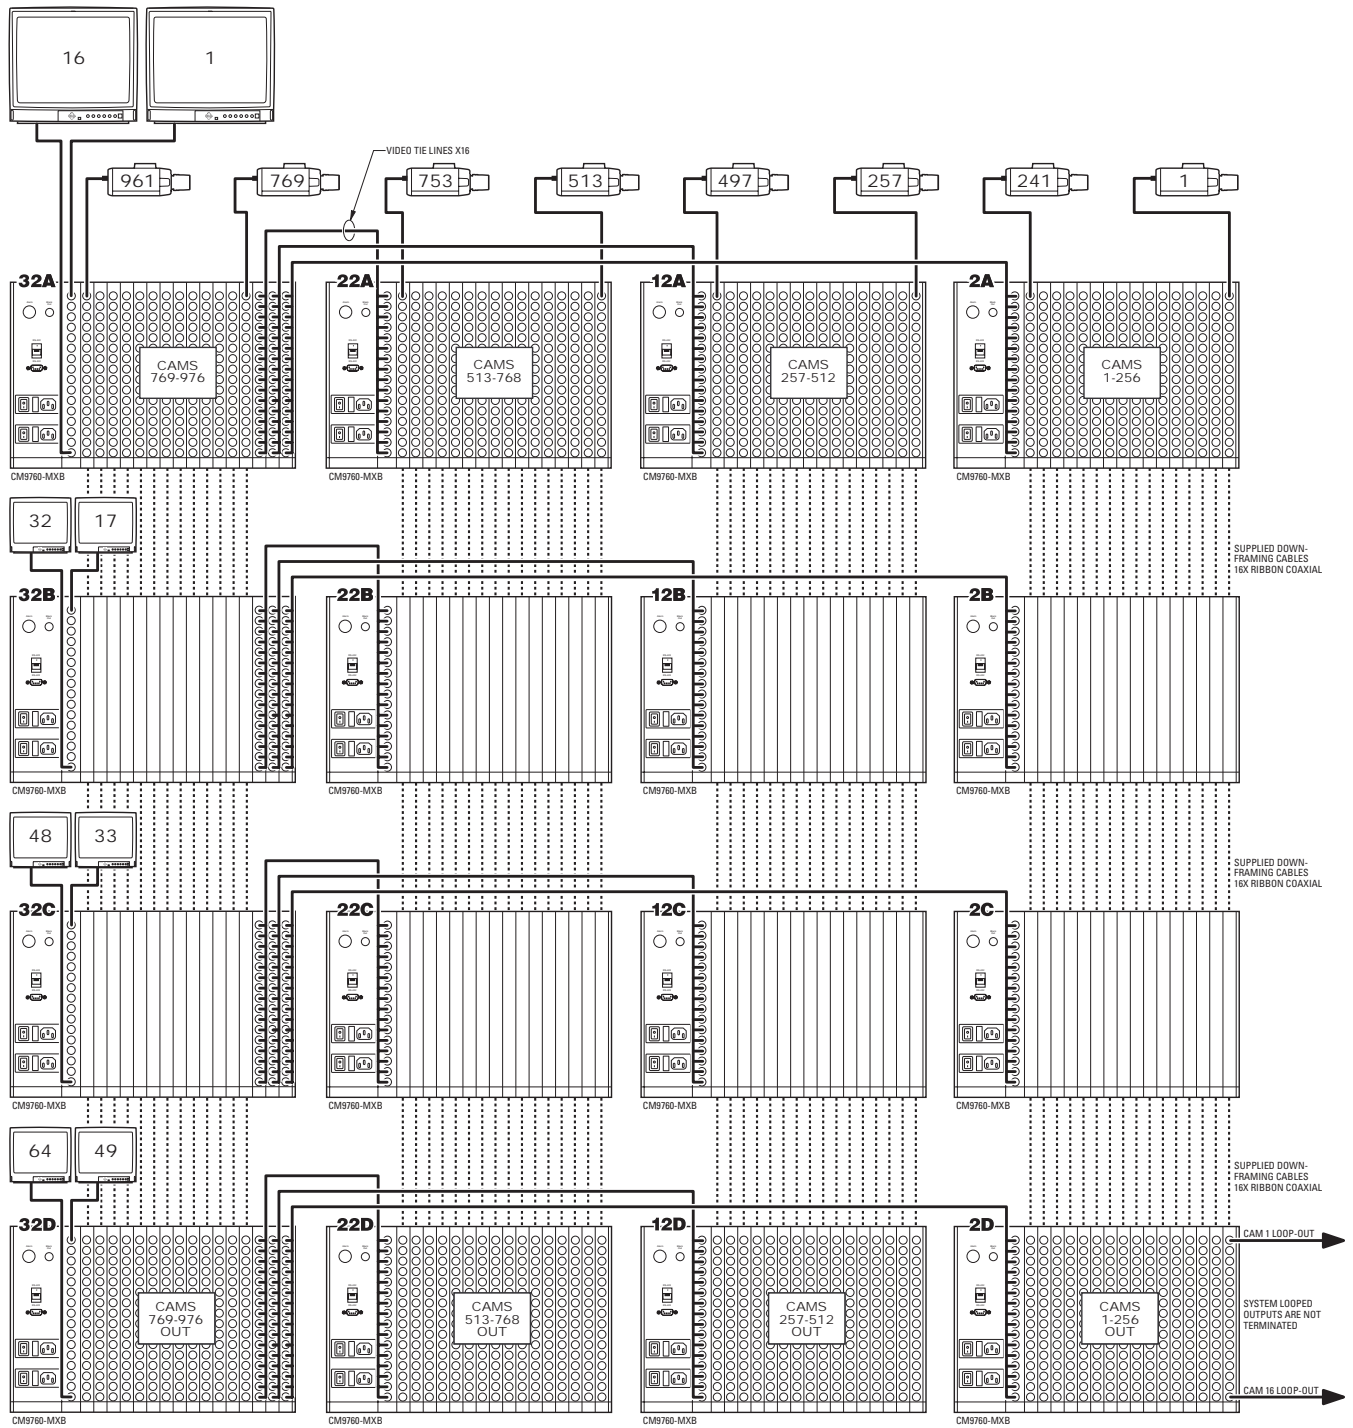 16 1
VIDEO TIE LINES X16
961 769 753 513 497 257 241 1
32A 22A 12A 2A
CAMS
769-976
CAMS
513-768
CAMS
257-512
CAMS
1-256
CM9760-MXB CM9760-MXB CM9760-MXB CM9760-MXB
32 17
SUPPLIED DOWN-
FRAMING CABLES
16X RIBBON COAXIAL
32B 22B 12B 2B
CM9760-MXB CM9760-MXB CM9760-MXB CM9760-MXB
48 33
SUPPLIED DOWN-
FRAMING CABLES
16X RIBBON COAXIAL
32C 22C 12C 2C
CM9760-MXB CM9760-MXB CM9760-MXB CM9760-MXB
64 49
SUPPLIED DOWN-
FRAMING CABLES
16X RIBBON COAXIAL
32D 22D 12D 2D
CAM 1 LOOP-OUT
CAMS
769-976
OUT
CAMS
513-768
OUT
CAMS
257-512
OUT
CAMS
1-256
OUT
SYSTEM LOOPED
OUTPUTS ARE NOT
TERMINATED
CAM 16 LOOP-OUT
CM9760-MXB CM9760-MXB CM9760-MXB CM9760-MXB